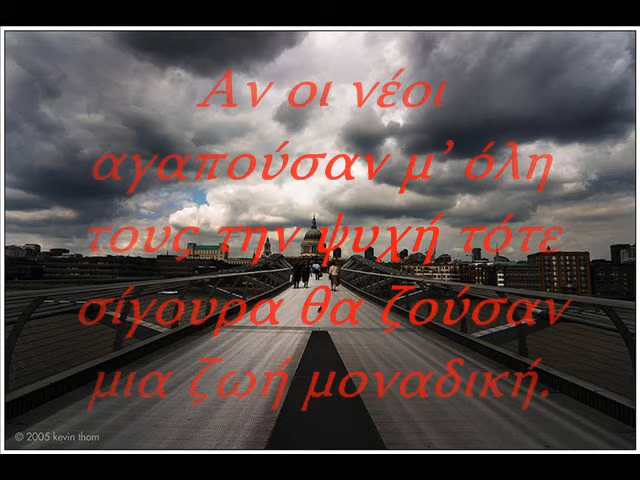 Αν οι νέοι
αγαπούσαν μ' όλη
τους την ψυχή τότε
σίγουρα θα ζούσαν
μια ζωή μοναδική.
© 2005 kevin thom